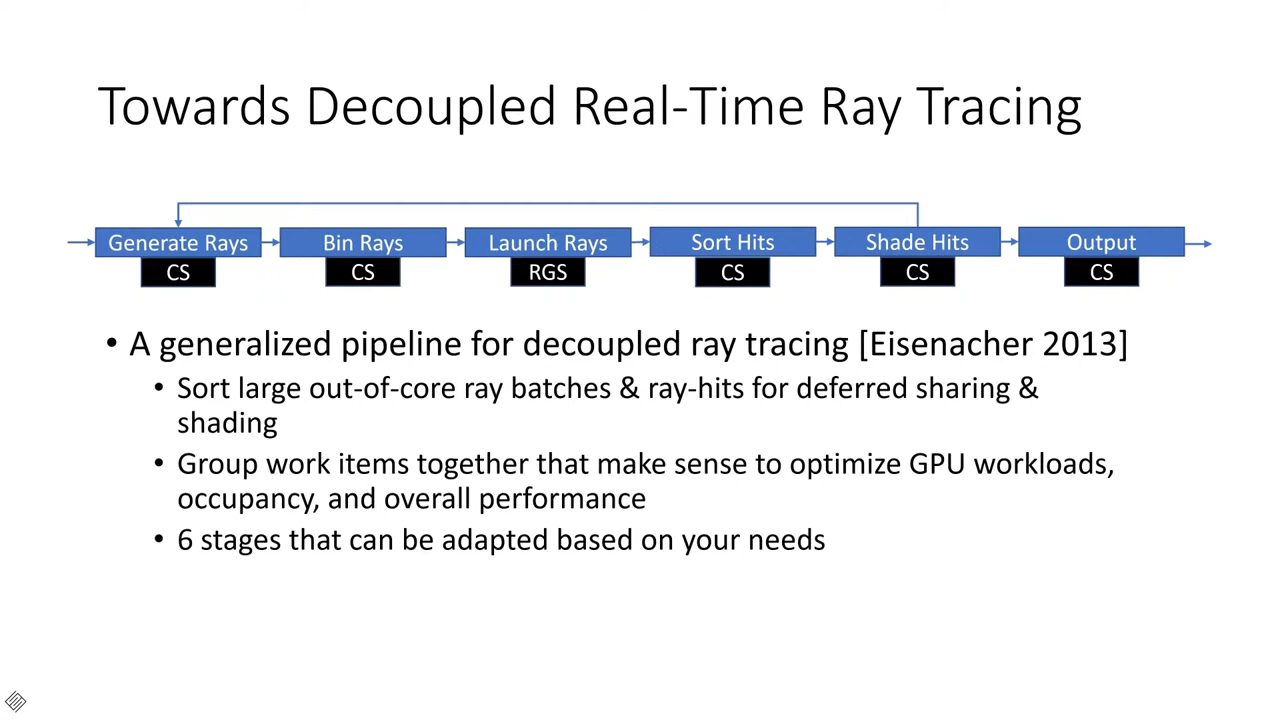 Towards Decoupled Real-Time Ray Tracing
Generate Rays
Bin Rays
Launch Rays
Sort Hits
Shade Hits
Output
CS
CS
RGS
CS
CS
CS
• A generalized pipeline for decoupled ray tracing [Eisenacher 2013]
• Sort large out-of-core ray batches & ray-hits for deferred sharing &
shading
• Group work items together that make sense to optimize GPU workloads,
occupancy, and overall performance
• 6 stages that can be adapted based on your needs